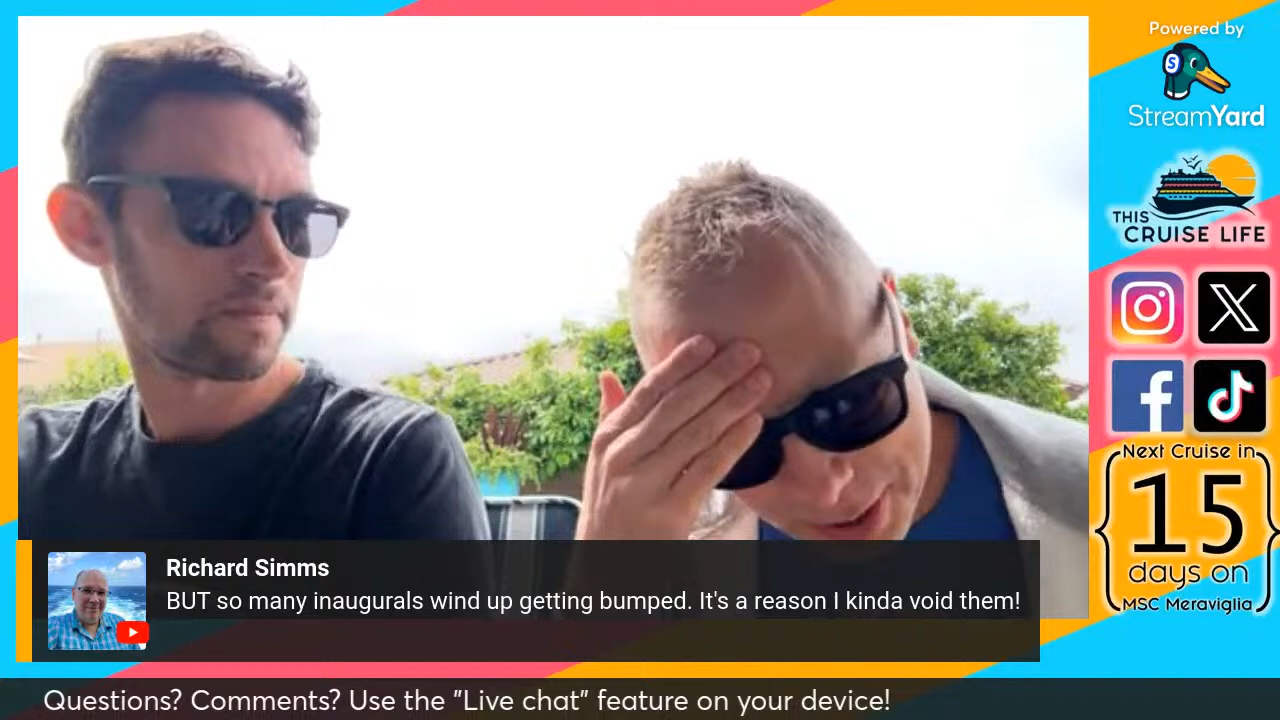 Powered by
StreamYard
THIS
CRUISE LIFE
Next Cruise in
15
days on
MSC Meraviglia
Richard Simms
BUT so many inaugurals wind up getting bumped. It's a reason I kinda void them!
Questions? Comments? Use the "Live chat" feature on your device!